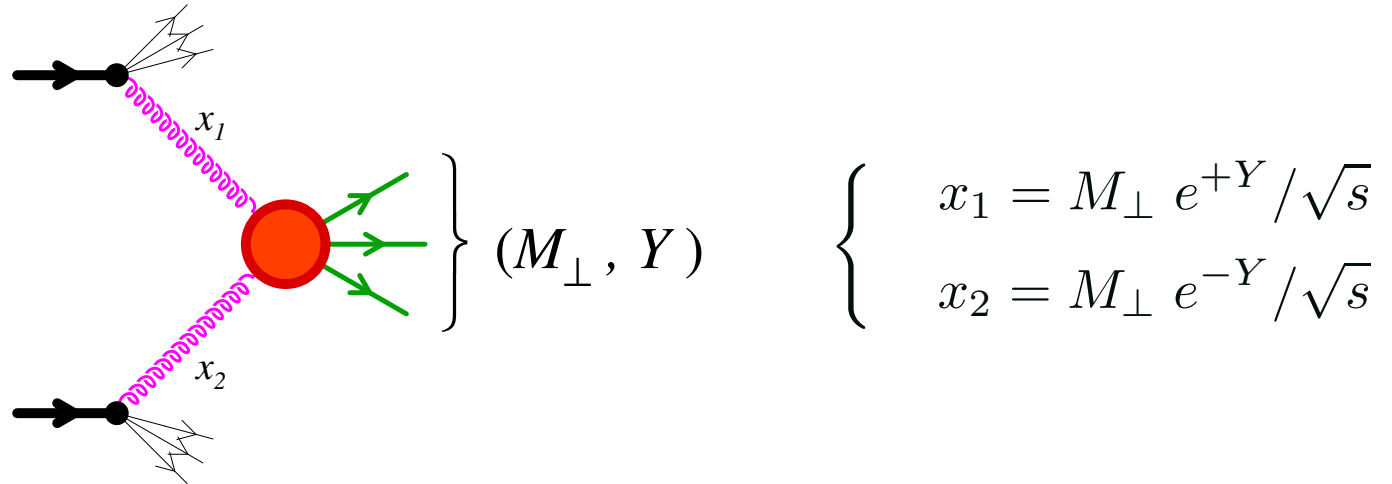 x₁
(M⊥, Y)
x₂
x₁ = M⊥ e⁺ʸ/√s
x₂ = M⊥ e⁻ʸ/√s